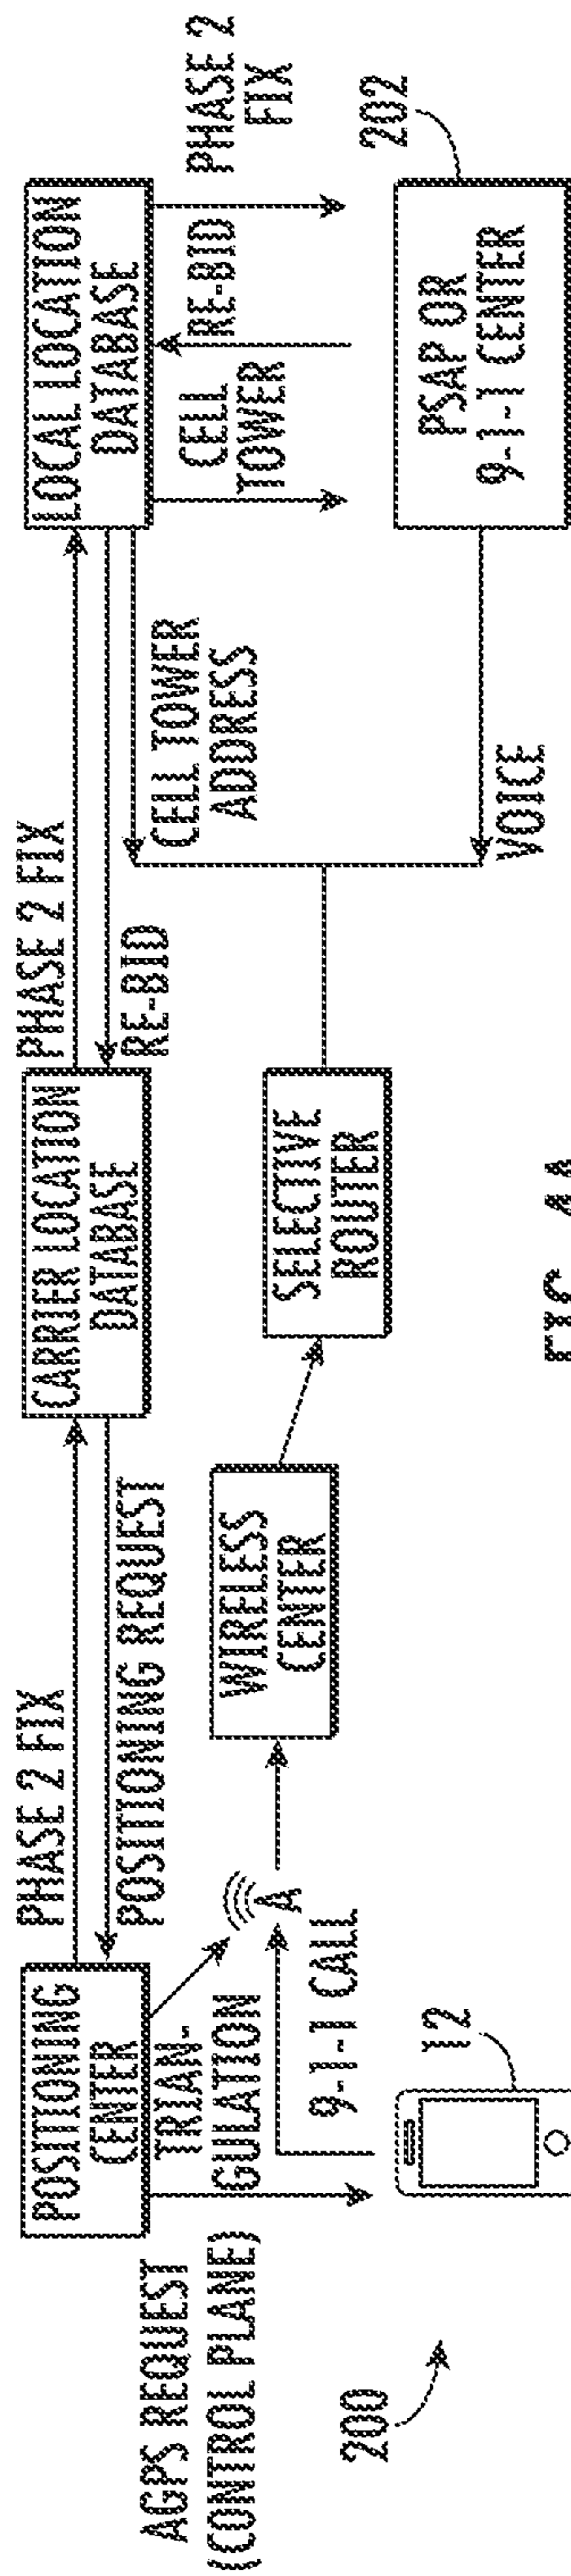 AGPS REQUEST
(CONTROL PLANE)
200
POSITIONING
CENTER
TRIAN-
GULATION
9-1-1 CALL
12
PHASE 2 FIX
POSITIONING REQUEST
WIRELESS
CENTER
CARRIER LOCATION
DATABASE
SELECTIVE
ROUTER
PHASE 2 FIX
RE-BID
CELL TOWER
ADDRESS
VOICE
LOCAL LOCATION
DATABASE
CELL
TOWER
RE-BID
PHASE 2
FIX
PSAP OR
9-1-1 CENTER
202